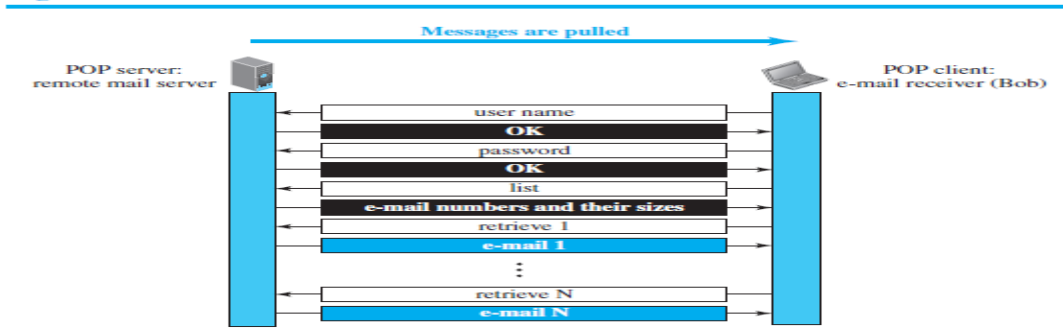 Messages are pulled
POP server:
remote mail server
POP client:
e-mail receiver (Bob)
user name
OK
password
OK
list
e-mail numbers and their sizes
retrieve 1
e-mail 1
⋮
retrieve N
e-mail N